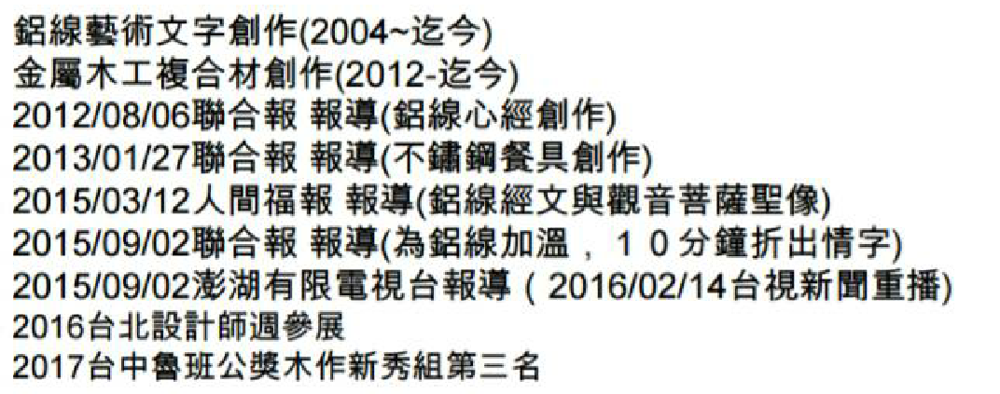 鋁線藝術文字創作(2004~迄今)
金屬木工複合材創作(2012-迄今)
2012/08/06聯合報 報導(鋁線心經創作)
2013/01/27聯合報 報導(不鏽鋼餐具創作)
2015/03/12人間福報 報導(鋁線經文與觀音菩薩聖像)
2015/09/02聯合報 報導(為鋁線加溫，１０分鐘折出情字)
2015/09/02澎湖有限電視台報導（2016/02/14台視新聞重播)
2016台北設計師週參展
2017台中魯班公獎木作新秀組第三名